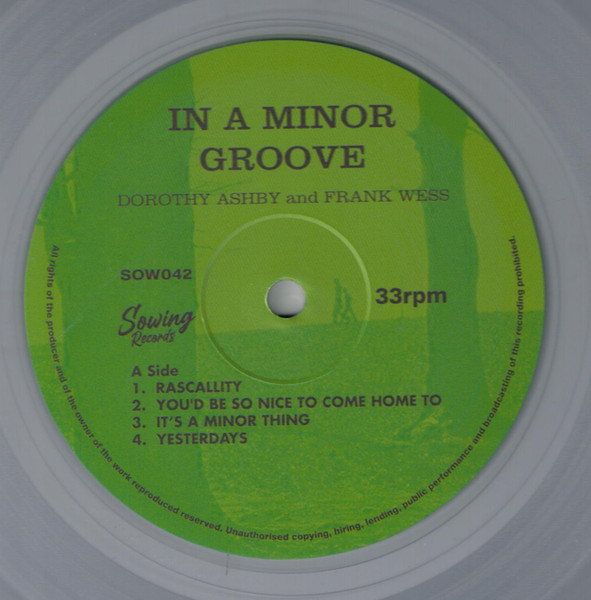 IN A MINOR
GROOVE
DOROTHY ASHBY and FRANK WESS
SOW042
33rpm
Sowing
Records
A Side
1. RASCALLITY
2. YOU'D BE SO NICE TO COME HOME TO
3. IT'S A MINOR THING
4. YESTERDAYS
All rights of the producer and of the owner of the work reproduced reserved. Unauthorised copying, hiring, lending, public performance and broadcasting of this recording prohibited.